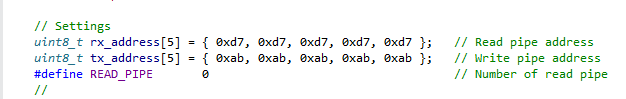 // Settings
uint8_t rx_address[5] = { 0xd7, 0xd7, 0xd7, 0xd7, 0xd7 };   // Read pipe address
uint8_t tx_address[5] = { 0xab, 0xab, 0xab, 0xab, 0xab };   // Write pipe address
#define READ_PIPE      0                                    // Number of read pipe
//